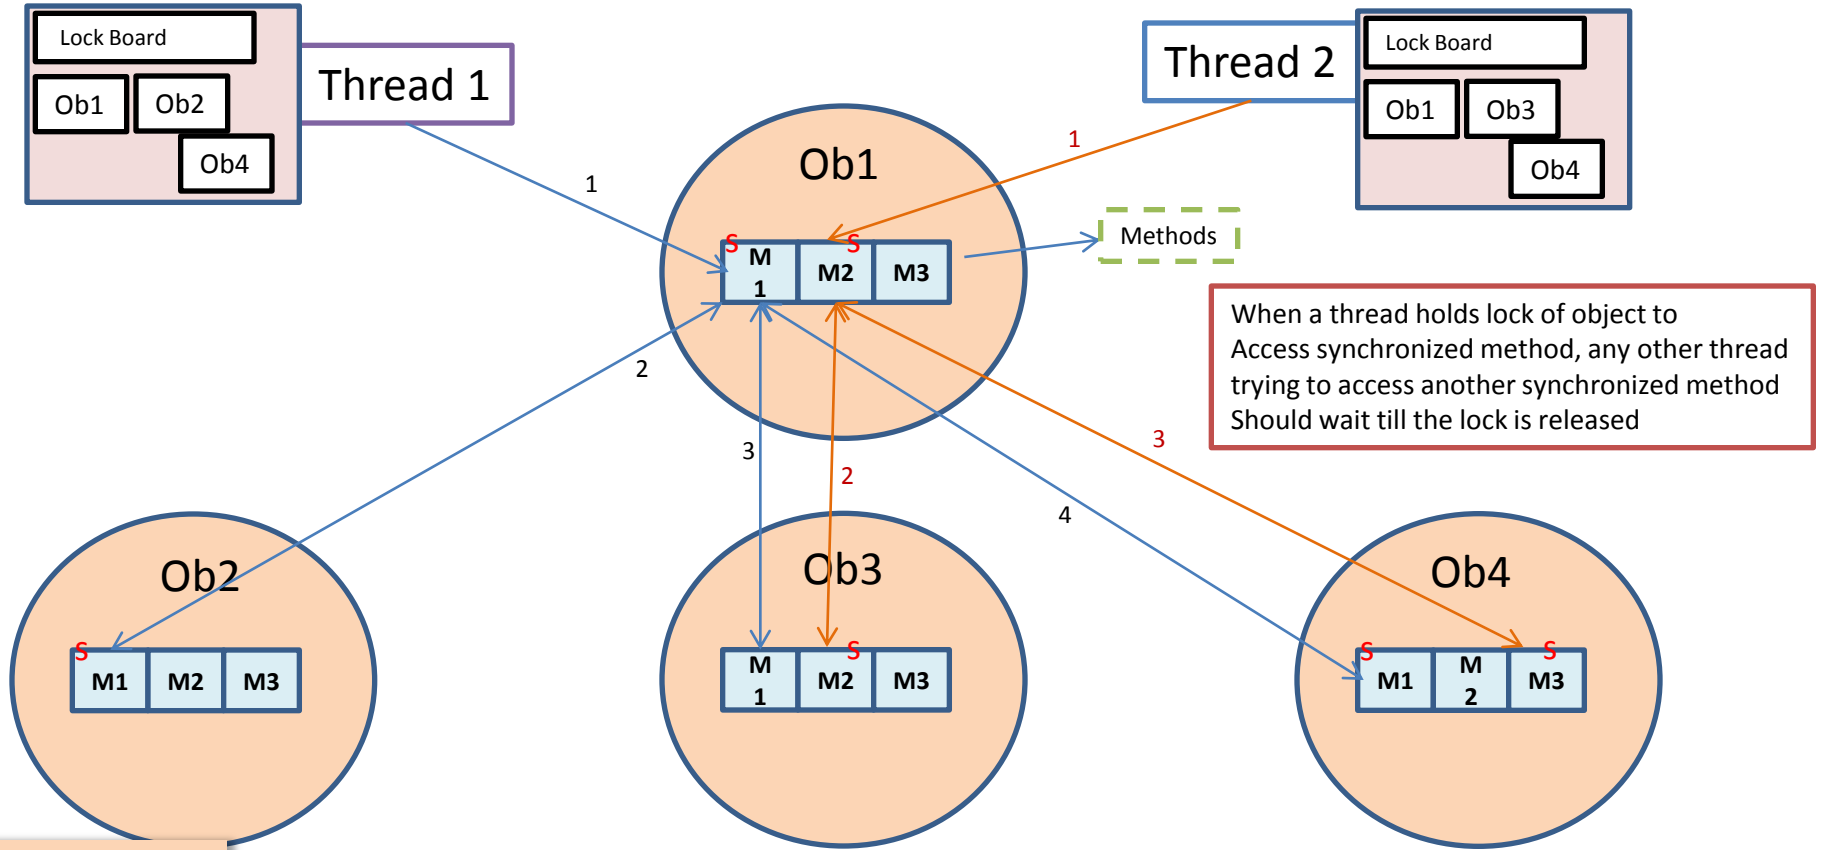 Lock Board
Ob1
Ob2
Ob4
Thread 1
Thread 2
Lock Board
Ob1
Ob3
Ob4
1
1
Ob1
S
S
M
1
M2
M3
Methods
When a thread holds lock of object to
Access synchronized method, any other thread
trying to access another synchronized method
Should wait till the lock is released
2
3
2
4
3
Ob2
S
M1
M2
M3
Ob3
S
M
1
M2
M3
Ob4
S
S
M1
M
2
M3